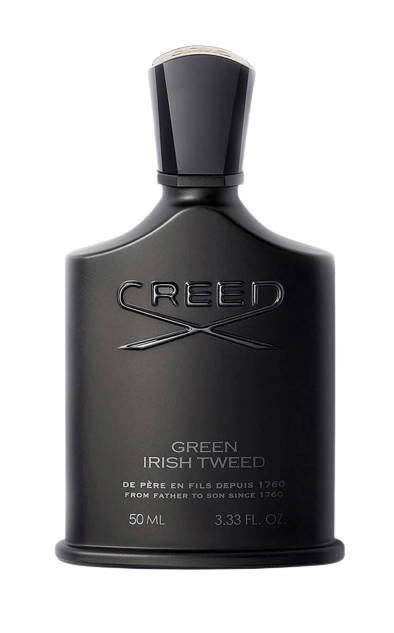 CREED
GREEN
IRISH TWEED
DE PÈRE EN FILS DEPUIS 1760
FROM FATHER TO SON SINCE 1760
50 ML 3.33 FL. OZ.